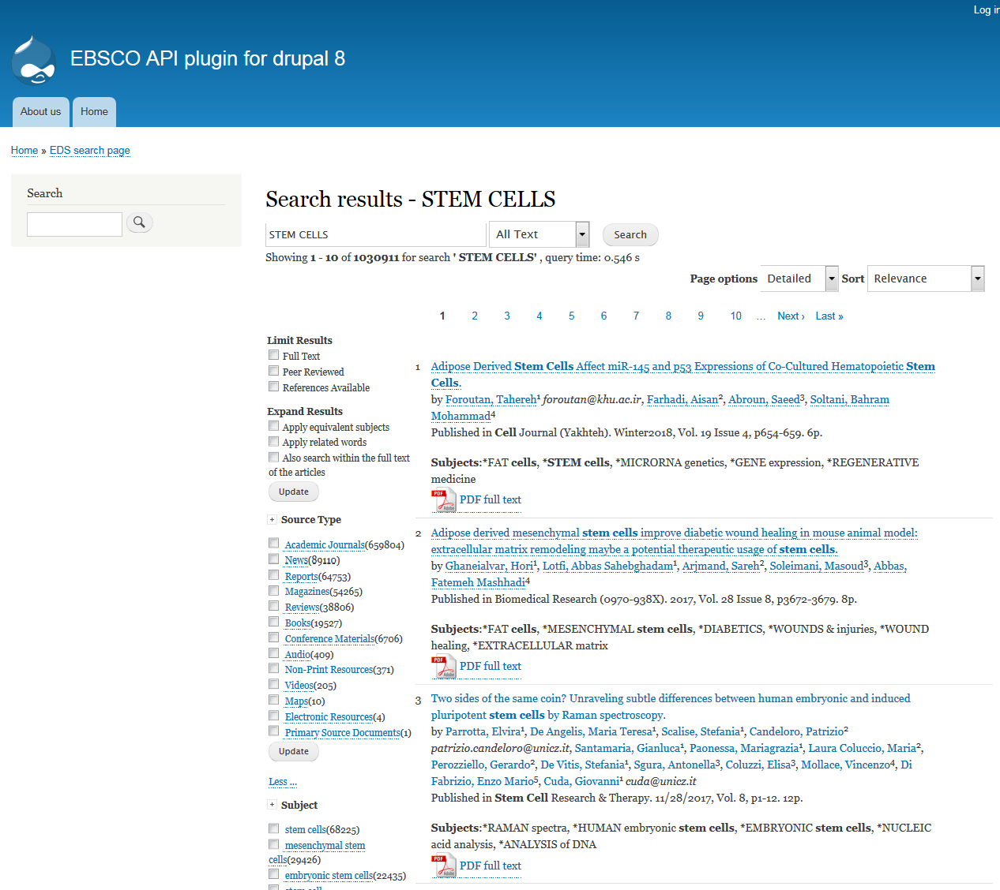 Log in
EBSCO API plugin for drupal 8
About us
Home
Home » EDS search page
Search
Search results - STEM CELLS
STEM CELLS
All Text
Search
Showing 1 - 10 of 1030911 for search ' STEM CELLS' , query time: 0.546 s
Page options Detailed Sort Relevance
1 2 3 4 5 6 7 8 9 10 … Next › Last »
Limit Results
Full Text
Peer Reviewed
References Available
Expand Results
Apply equivalent subjects
Apply related words
Also search within the full text
of the articles
Update
Source Type
Academic Journals(659804)
News(89110)
Reports(64753)
Magazines(54265)
Reviews(38806)
Books(19527)
Conference Materials(6706)
Audio(409)
Non-Print Resources(371)
Videos(205)
Maps(10)
Electronic Resources(4)
Primary Source Documents(1)
Update
Less ...
Subject
stem cells(68225)
mesenchymal stem
cells(29426)
embryonic stem cells(22435)
1 Adipose Derived Stem Cells Affect miR-145 and p53 Expressions of Co-Cultured Hematopoietic Stem
Cells.
by Foroutan, Tahereh¹ foroutan@khu.ac.ir, Farhadi, Aisan², Abroun, Saeed³, Soltani, Bahram
Mohammad⁴
Published in Cell Journal (Yakhteh). Winter2018, Vol. 19 Issue 4, p654-659. 6p.
Subjects:*FAT cells, *STEM cells, *MICRORNA genetics, *GENE expression, *REGENERATIVE
medicine
PDF Adobe PDF full text
2 Adipose derived mesenchymal stem cells improve diabetic wound healing in mouse animal model:
extracellular matrix remodeling maybe a potential therapeutic usage of stem cells.
by Ghaneialvar, Hori¹, Lotfi, Abbas Sahebghadam¹, Arjmand, Sareh², Soleimani, Masoud³, Abbas,
Fatemeh Mashhadi⁴
Published in Biomedical Research (0970-938X). 2017, Vol. 28 Issue 8, p3672-3679. 8p.
Subjects:*FAT cells, *MESENCHYMAL stem cells, *DIABETICS, *WOUNDS & injuries, *WOUND
healing, *EXTRACELLULAR matrix
PDF Adobe PDF full text
3 Two sides of the same coin? Unraveling subtle differences between human embryonic and induced
pluripotent stem cells by Raman spectroscopy.
by Parrotta, Elvira¹, De Angelis, Maria Teresa¹, Scalise, Stefania¹, Candeloro, Patrizio²
patrizio.candeloro@unicz.it, Santamaria, Gianluca¹, Paonessa, Mariagrazia¹, Laura Coluccio, Maria²,
Perozziello, Gerardo², De Vitis, Stefania¹, Sgura, Antonella³, Coluzzi, Elisa³, Mollace, Vincenzo⁴, Di
Fabrizio, Enzo Mario⁵, Cuda, Giovanni¹ cuda@unicz.it
Published in Stem Cell Research & Therapy. 11/28/2017, Vol. 8, p1-12. 12p.
Subjects:*RAMAN spectra, *HUMAN embryonic stem cells, *EMBRYONIC stem cells, *NUCLEIC
acid analysis, *ANALYSIS of DNA
PDF Adobe PDF full text